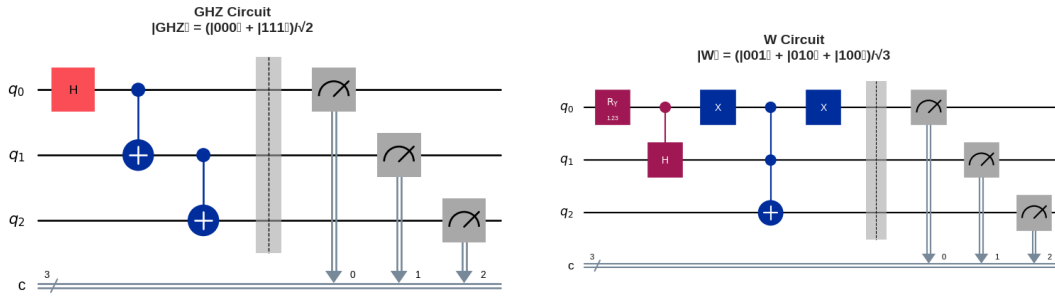 GHZ Circuit
|GHZ▯ = (|000▯ + |111▯)/√2
q₀
H
q₁
q₂
c
3
0
1
2
W Circuit
|W▯ = (|001▯ + |010▯ + |100▯)/√3
q₀
R_Y
1.23
X
X
q₁
H
q₂
c
3
0
1
2